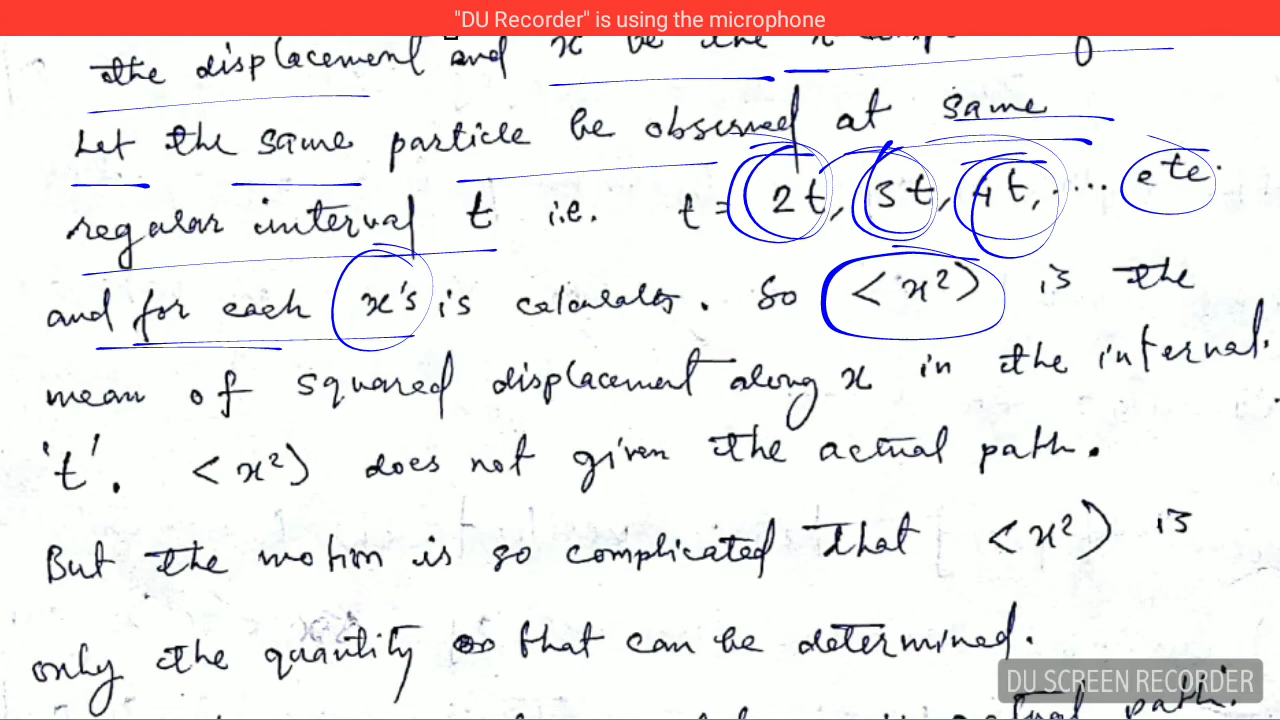 "DU Recorder" is using the microphone
the displacement and x be the x
Let the same particle be observed at same
regular interval t i.e. t = 2t, 3t, 4t, .... etc.
and for each x's is calculated. So <x²> is the
mean of squared displacement along x in the interval
't'. <x²> does not given the actual path.
But the motion is so complicated that <x²> is
only the quantity that can be determined.
DU SCREEN RECORDER
actual path.